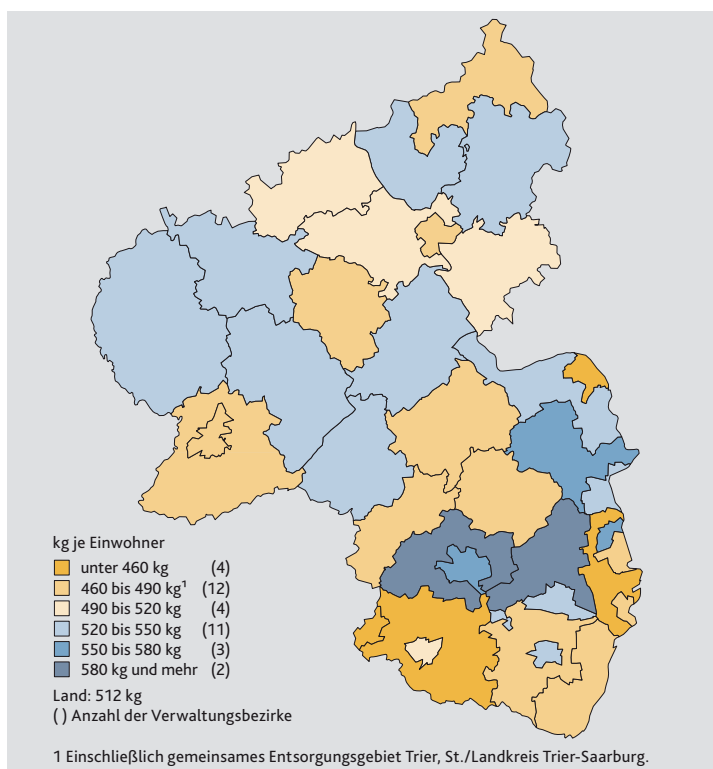 kg je Einwohner
unter 460 kg (4)
460 bis 490 kg¹ (12)
490 bis 520 kg (4)
520 bis 550 kg (11)
550 bis 580 kg (3)
580 kg und mehr (2)
Land: 512 kg
( ) Anzahl der Verwaltungsbezirke
1 Einschließlich gemeinsames Entsorgungsgebiet Trier, St./Landkreis Trier-Saarburg.